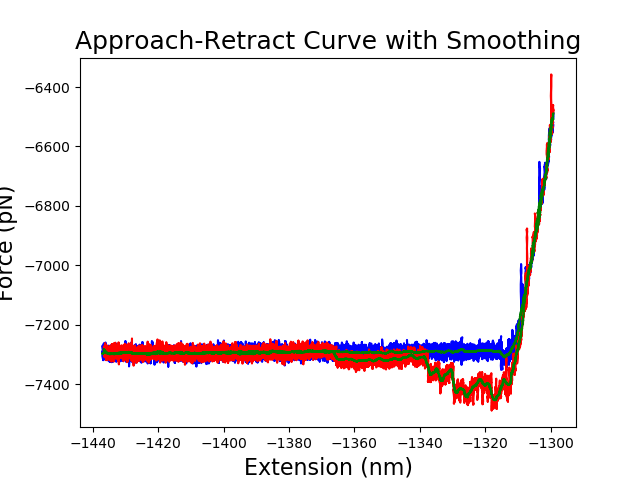 Approach-Retract Curve with Smoothing
−6400
−6600
−6800
−7000
−7200
−7400
Force (pN)
−1440 −1420 −1400 −1380 −1360 −1340 −1320 −1300
Extension (nm)